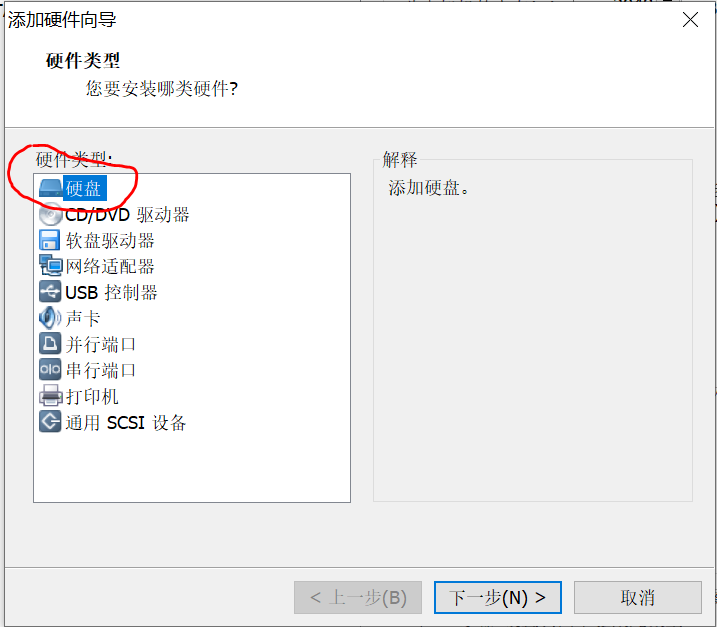 添加硬件向导
硬件类型
您要安装哪类硬件?
硬件类型:
硬盘
CD/DVD 驱动器
软盘驱动器
网络适配器
USB 控制器
声卡
并行端口
串行端口
打印机
通用 SCSI 设备
解释
添加硬盘。
< 上一步(B)
下一步(N) >
取消